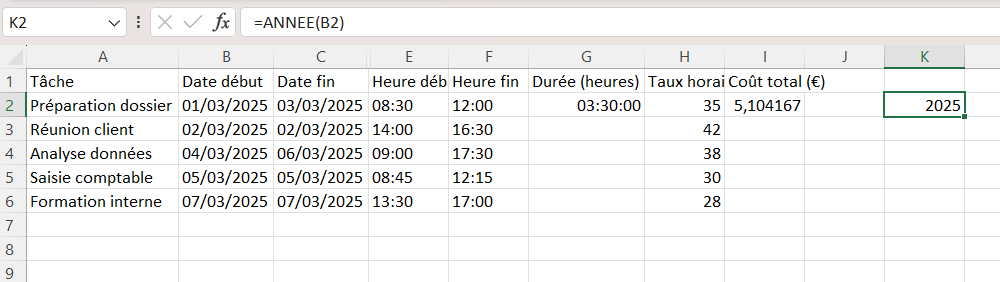 K2 fx =ANNEE(B2)
A B C E F G H I J K
1 Tâche Date début Date fin Heure déb Heure fin Durée (heures) Taux horai Coût total (€)
2 Préparation dossier 01/03/2025 03/03/2025 08:30 12:00 03:30:00 35 5,104167 2025
3 Réunion client 02/03/2025 02/03/2025 14:00 16:30 42
4 Analyse données 04/03/2025 06/03/2025 09:00 17:30 38
5 Saisie comptable 05/03/2025 05/03/2025 08:45 12:15 30
6 Formation interne 07/03/2025 07/03/2025 13:30 17:00 28
7
8
9